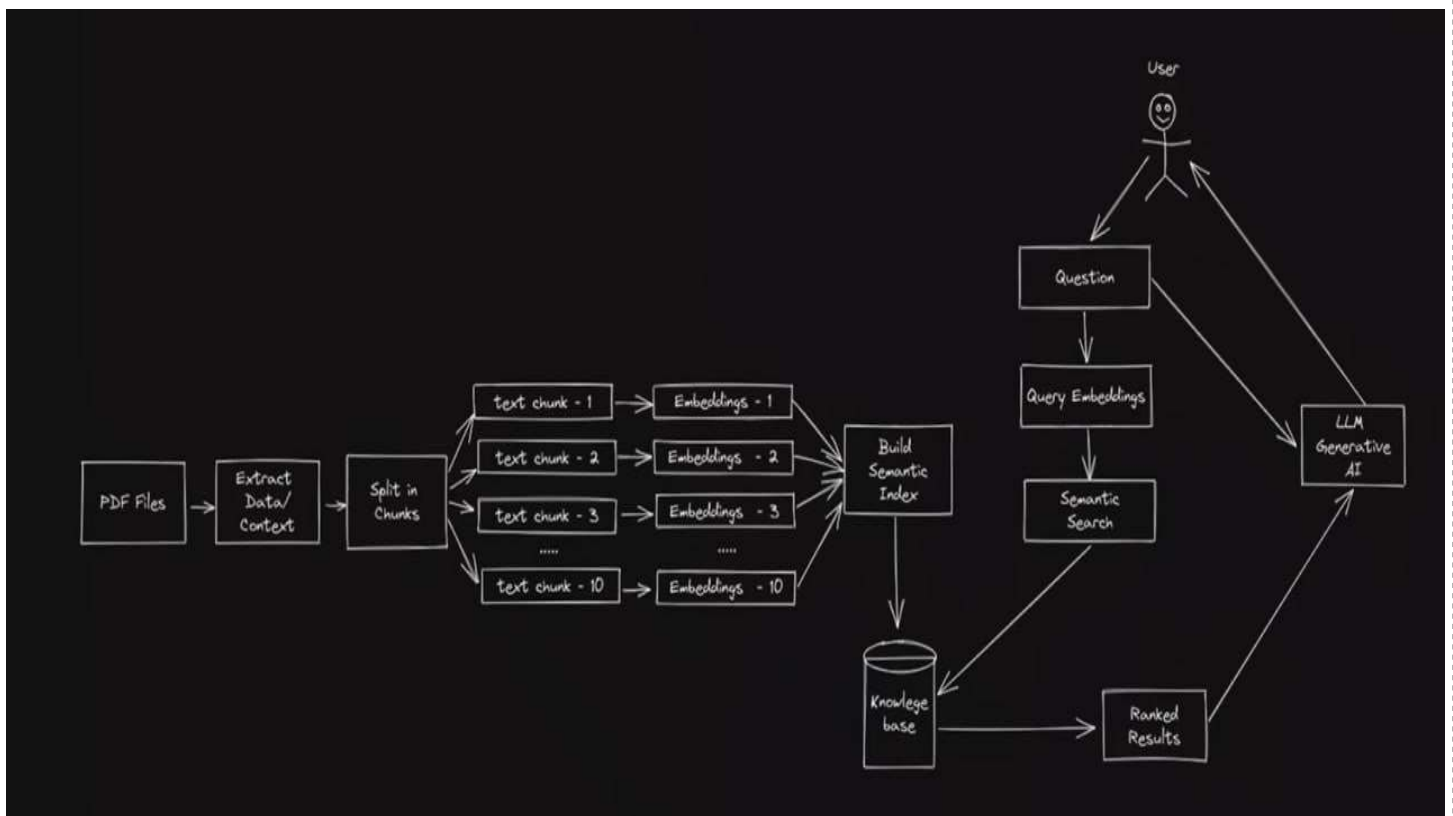 User
Question
Query Embeddings
Semantic
Search
LLM
Generative
AI
PDF Files
Extract
Data/
Context
Split in
Chunks
text chunk - 1
Embeddings - 1
text chunk - 2
Embeddings - 2
text chunk - 3
Embeddings - 3
.....
.....
text chunk - 10
Embeddings - 10
Build
Semantic
Index
Knowlege
base
Ranked
Results